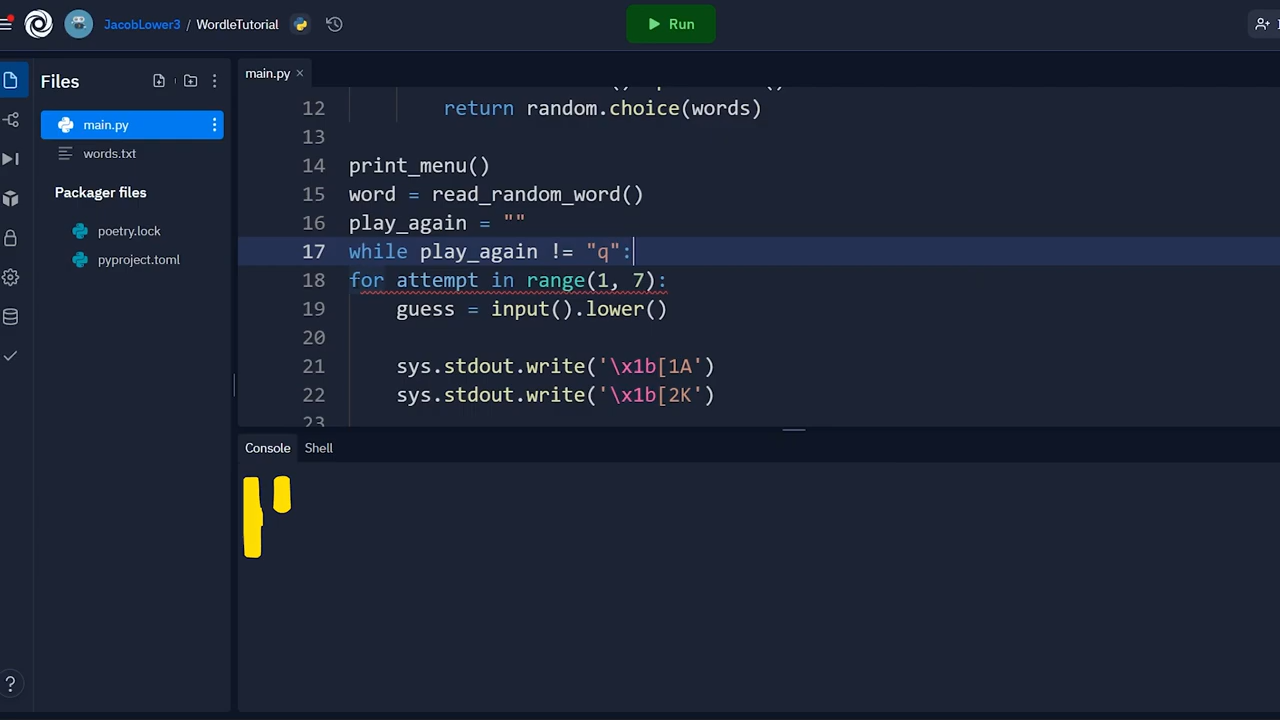 JacobLower3 / WordleTutorial
Run
Files
main.py
words.txt
Packager files
poetry.lock
pyproject.toml
main.py ×
12 return random.choice(words)
13
14 print_menu()
15 word = read_random_word()
16 play_again = ""
17 while play_again != "q":
18 for attempt in range(1, 7):
19 guess = input().lower()
20
21 sys.stdout.write('\x1b[1A')
22 sys.stdout.write('\x1b[2K')
23
Console Shell
?